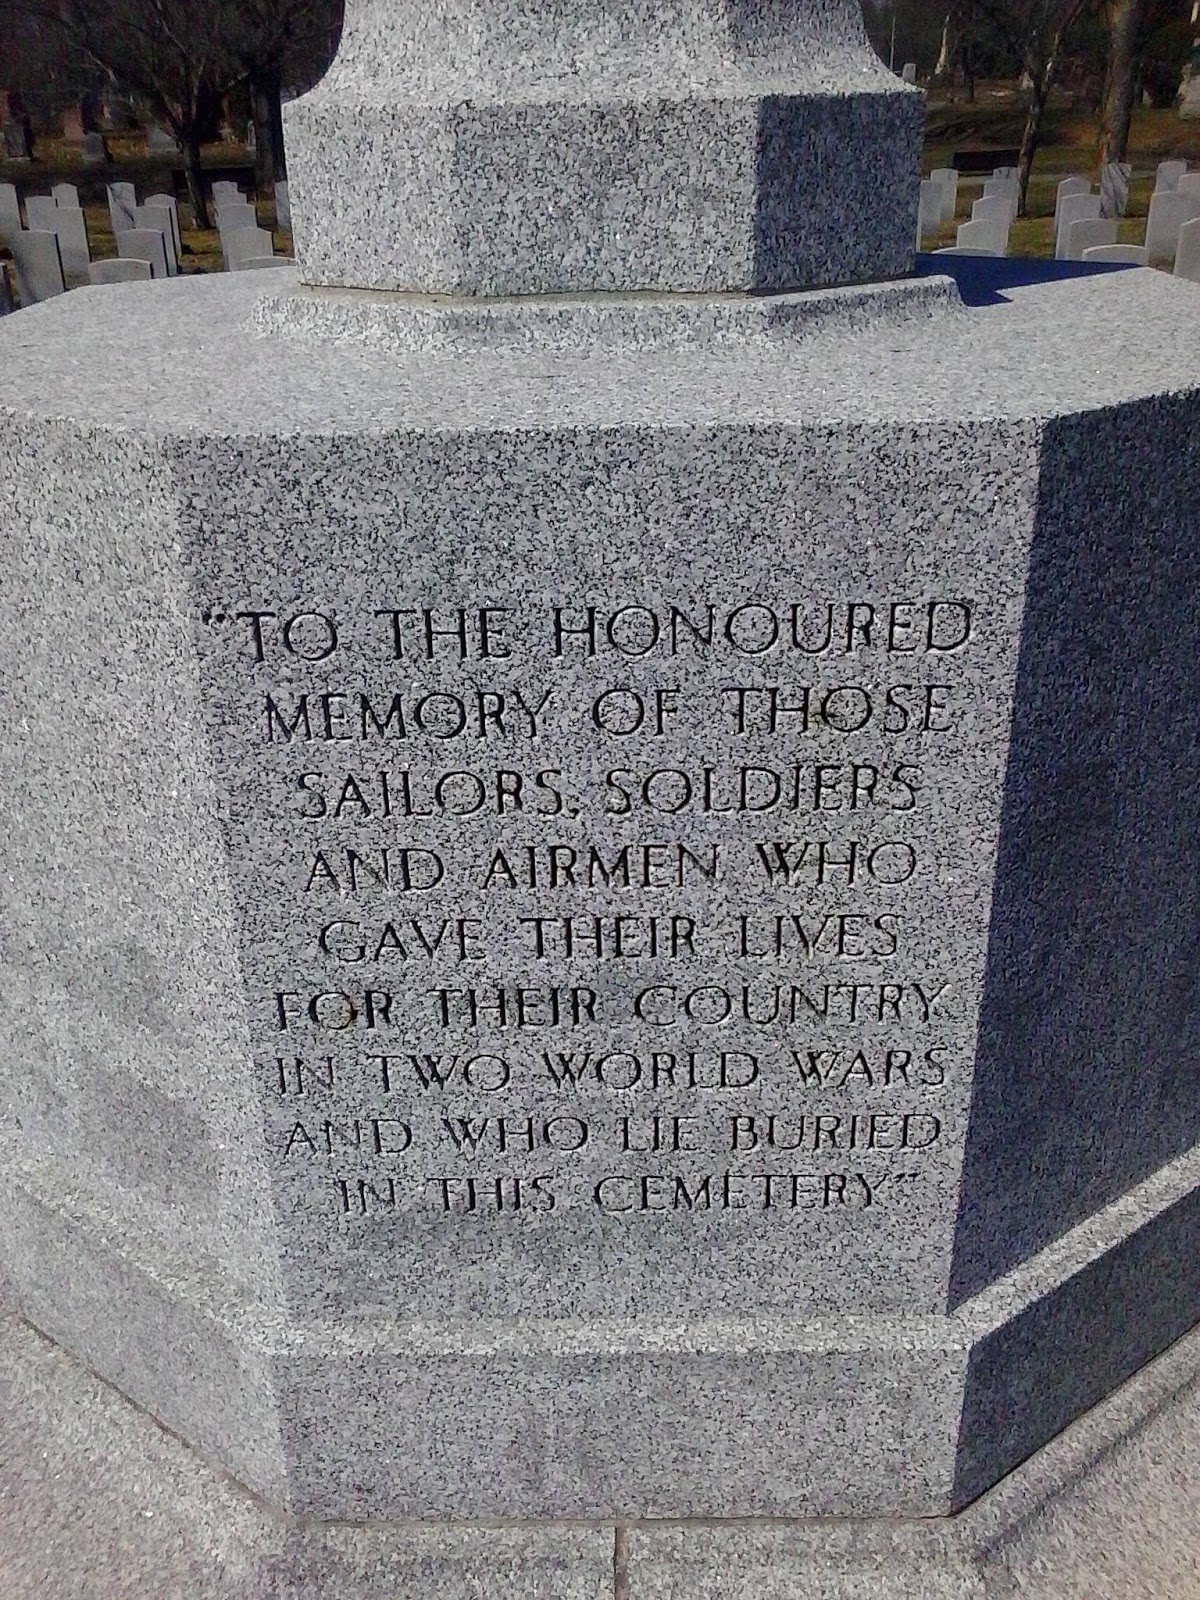 "TO THE HONOURED
MEMORY OF THOSE
SAILORS, SOLDIERS
AND AIRMEN WHO
GAVE THEIR LIVES
FOR THEIR COUNTRY
IN TWO WORLD WARS
AND WHO LIE BURIED
IN THIS CEMETERY"